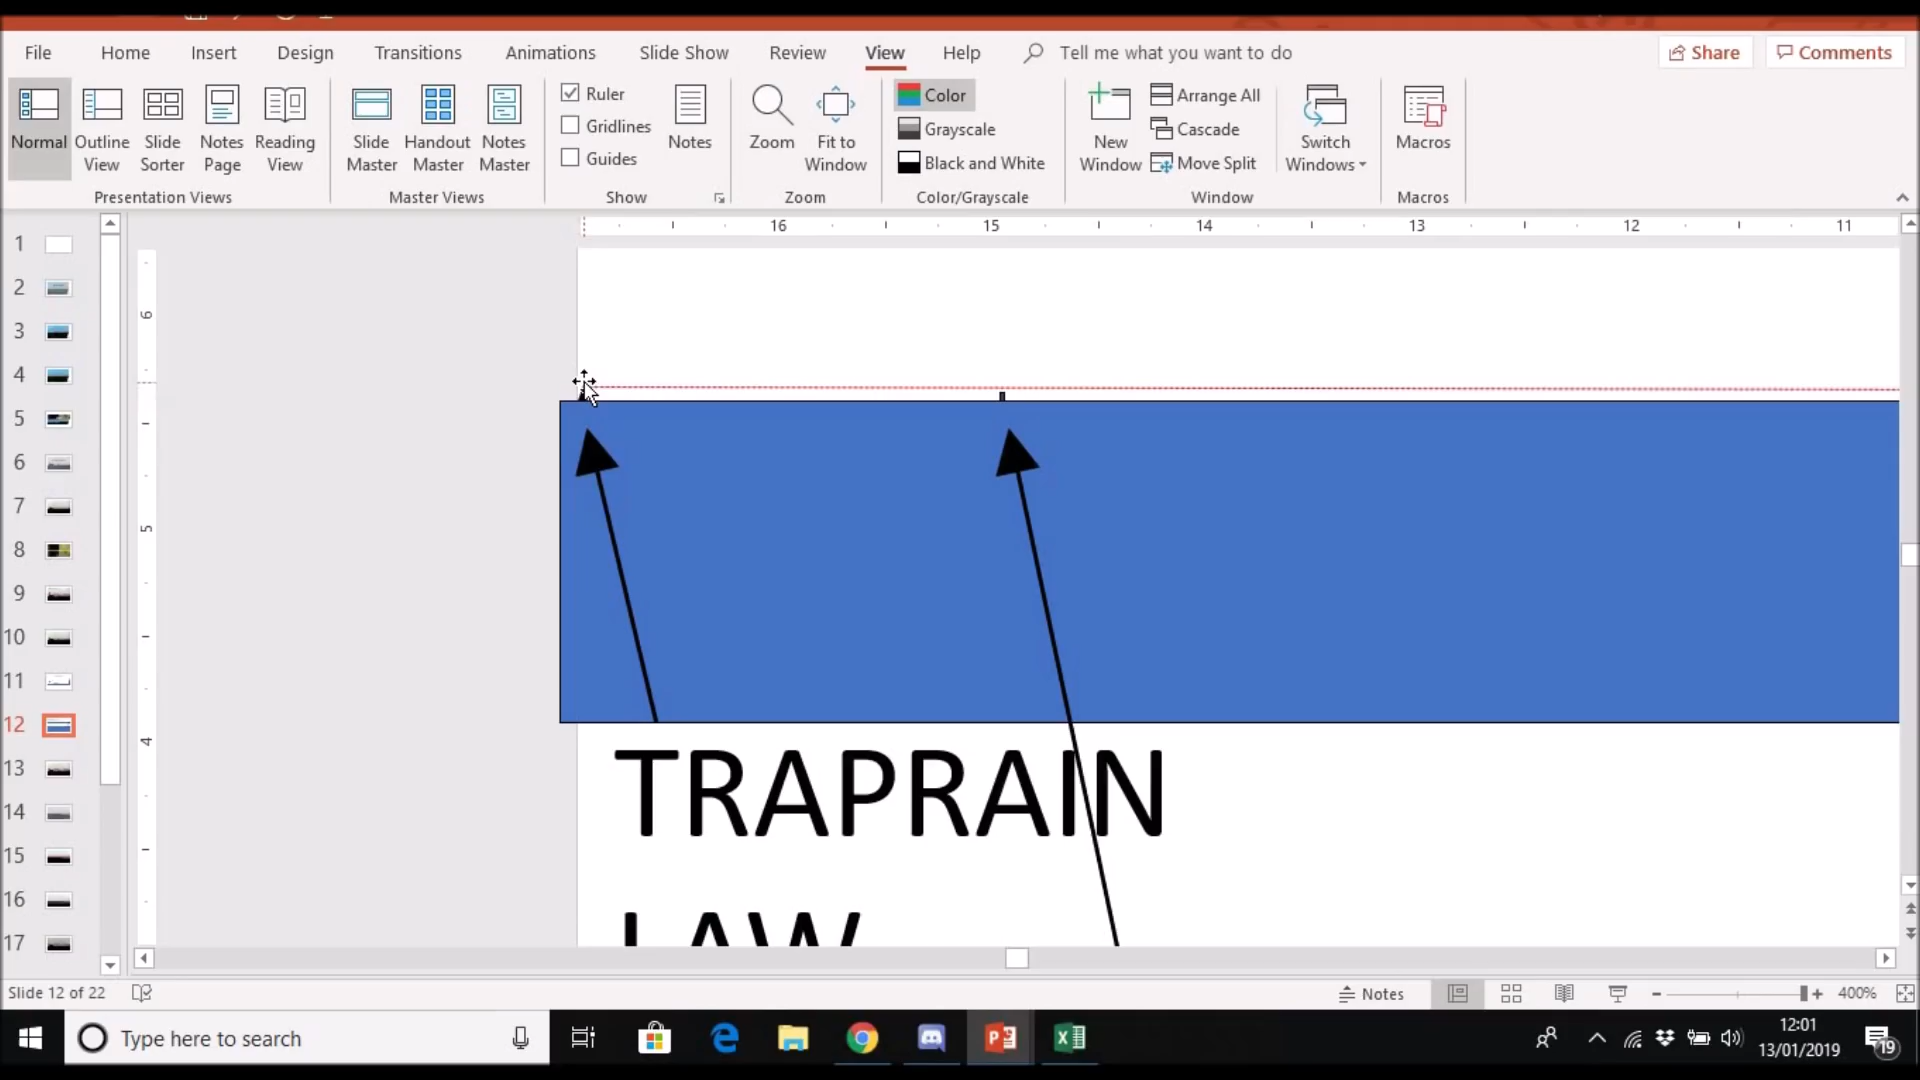 File Home Insert Design Transitions Animations Slide Show Review View Help Tell me what you want to do Share Comments
Normal Outline View Slide Sorter Notes Page Reading View
Presentation Views
Slide Master Handout Master Notes Master
Master Views
Ruler
Gridlines
Guides
Notes
Show
Zoom Fit to Window
Zoom
Color
Grayscale
Black and White
Color/Grayscale
New Window
Arrange All
Cascade
Move Split
Switch Windows
Window
Macros
Macros
16 15 14 13 12 11
6
5
4
1
2
3
4
5
6
7
8
9
10
11
12
13
14
15
16
17
TRAPRAIN
LAW
Slide 12 of 22 Notes 400%
Type here to search
12:01
13/01/2019
19